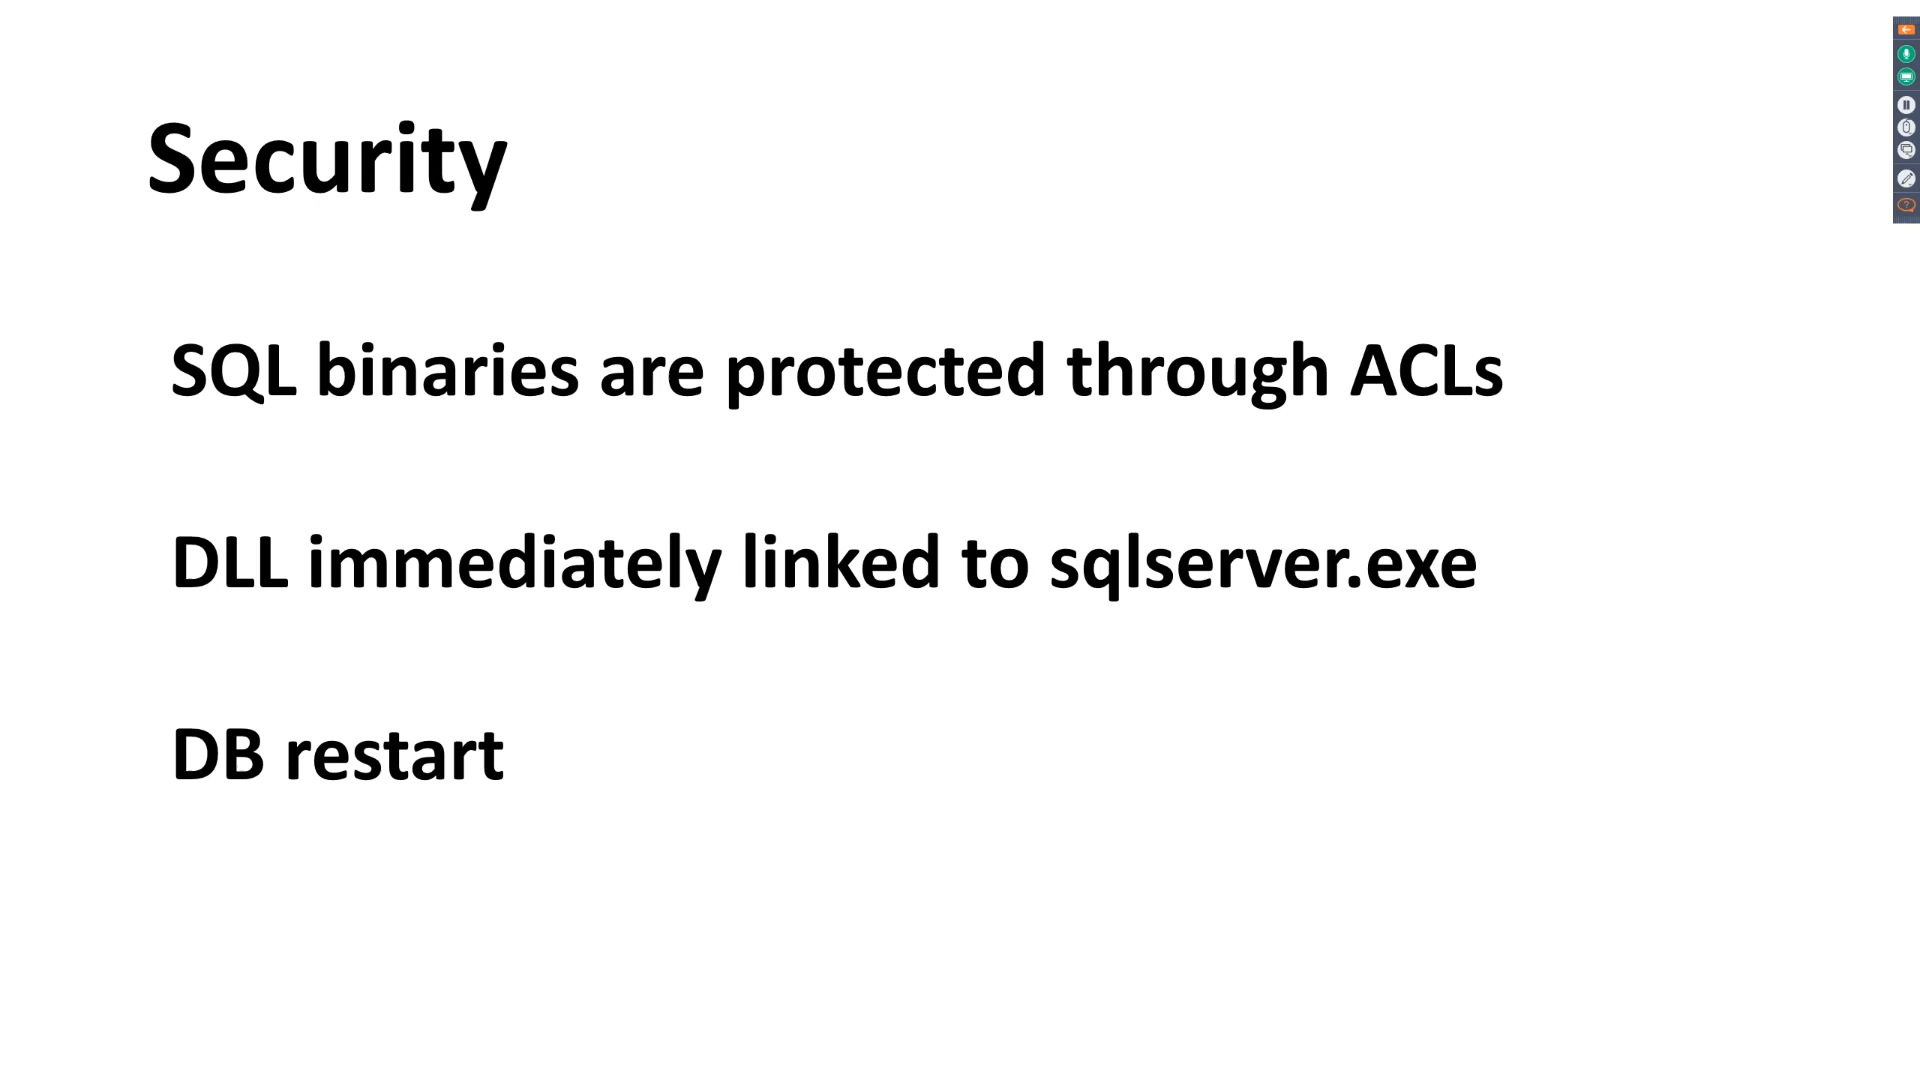 Security
SQL binaries are protected through ACLs
DLL immediately linked to sqlserver.exe
DB restart